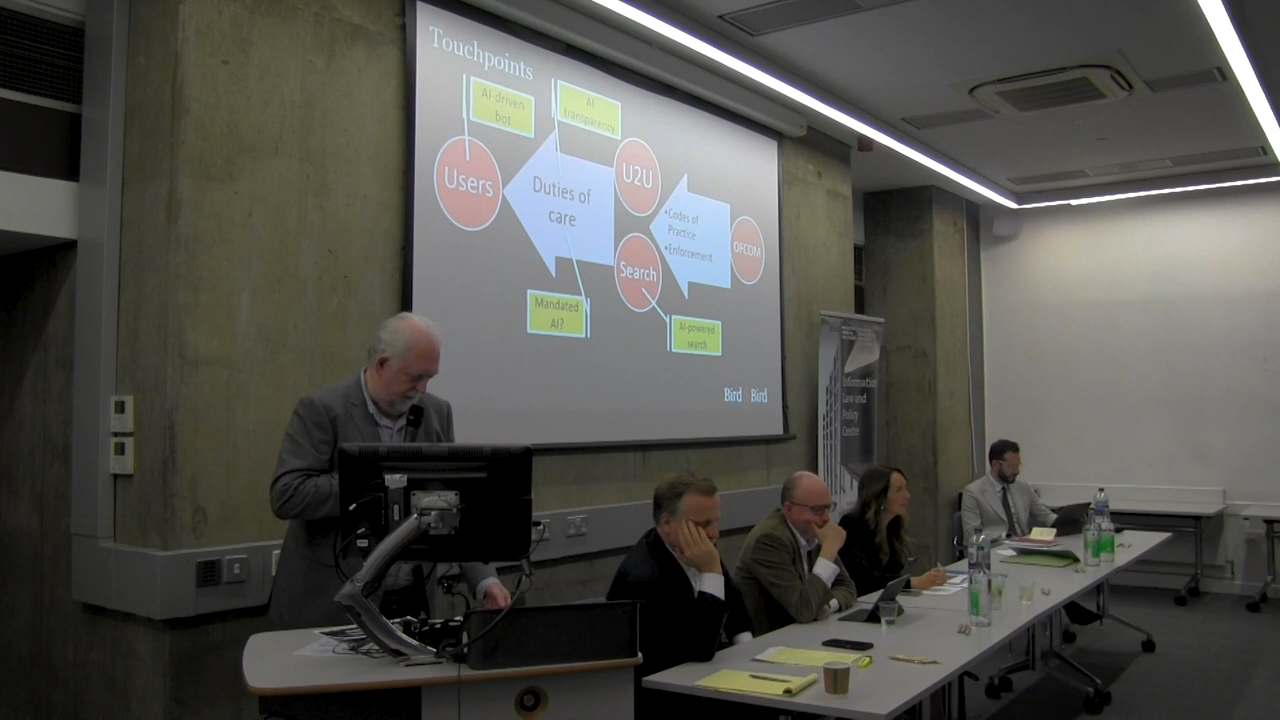 Touchpoints
AI-driven
bot
AI
transparency
Users
Duties of
care
U2U
•Codes of
Practice
•Enforcement
OFCOM
Search
Mandated
AI?
AI-powered
search
Bird Bird
Information
Law and
Policy
Centre